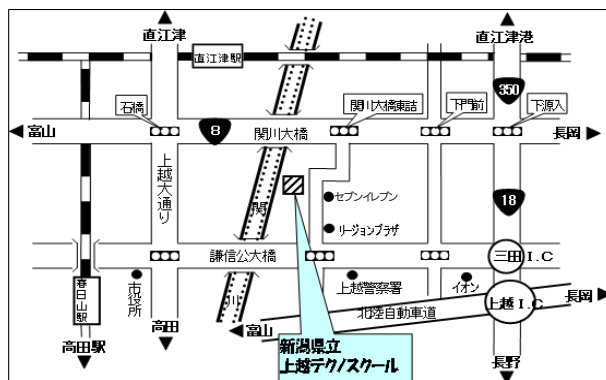 直江津
直江津港
直江津駅
350
石橋
関川大橋東詰
下門前
下源入
富山
8
関川大橋
長岡
上越大通り
関
セブンイレブン
18
リージョンプラザ
謙信公大橋
三田I.C
春日山駅
市役所
川
上越警察署
イオン
上越I.C
長岡
高田
富山
北陸自動車道
高田駅
新潟県立
上越テクノスクール
長野